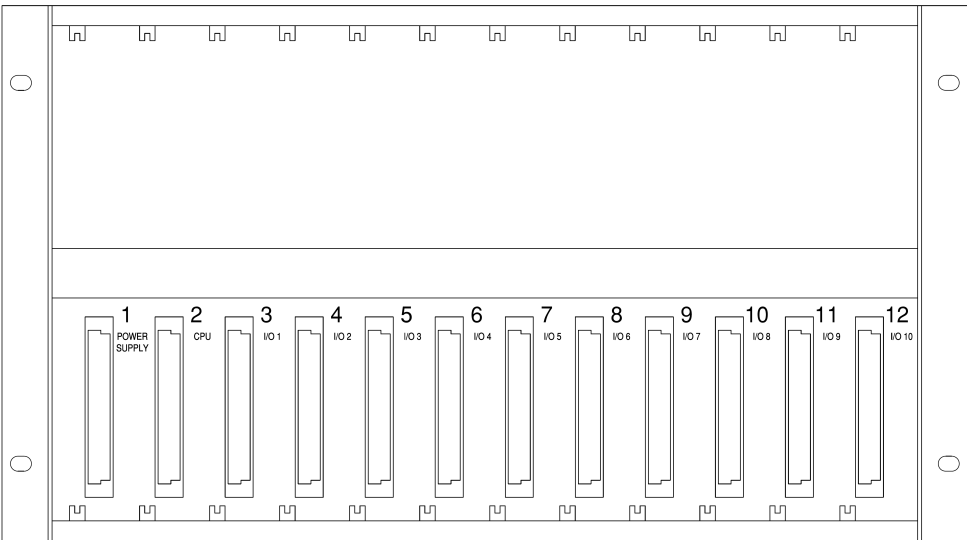 1 2 3 4 5 6 7 8 9 10 11 12
POWER SUPPLY CPU I/O 1 I/O 2 I/O 3 I/O 4 I/O 5 I/O 6 I/O 7 I/O 8 I/O 9 I/O 10